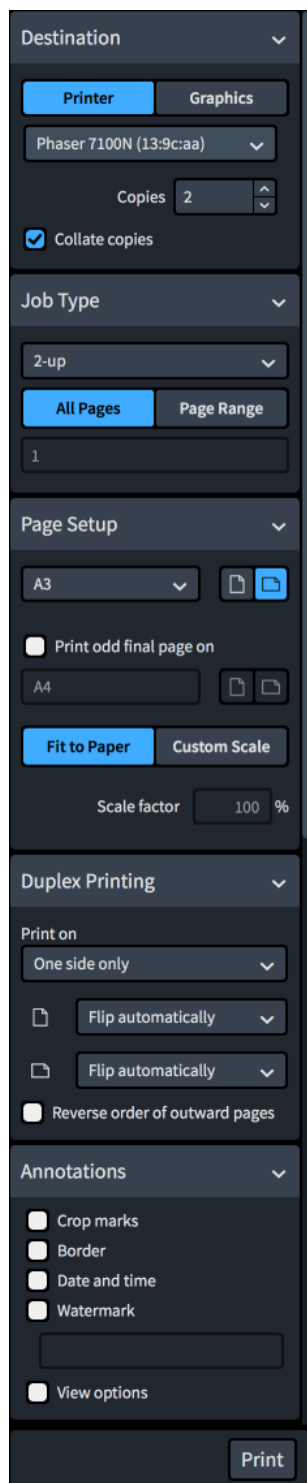 Destination
Printer Graphics
Phaser 7100N (13:9c:aa)
Copies 2
Collate copies
Job Type
2-up
All Pages Page Range
1
Page Setup
A3
Print odd final page on
A4
Fit to Paper Custom Scale
Scale factor 100 %
Duplex Printing
Print on
One side only
Flip automatically
Flip automatically
Reverse order of outward pages
Annotations
Crop marks
Border
Date and time
Watermark
View options
Print